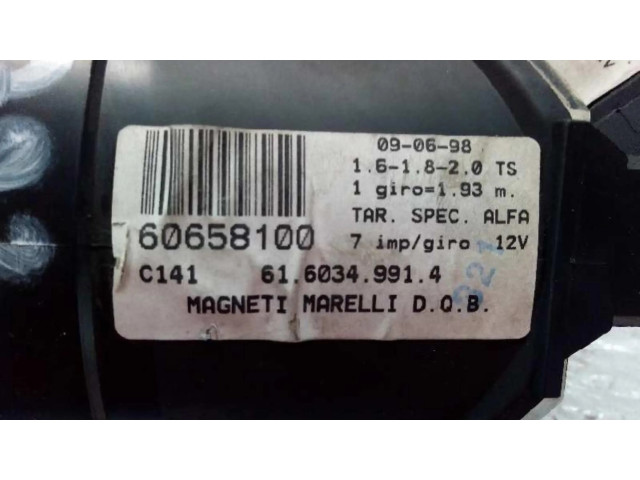 09-06-98
1.6-1.8-2.0 TS
1 giro=1.93 m.
TAR. SPEC. ALFA
60658100
7 imp/giro 12V
C141 61.6034.991.4
321
MAGNETI MARELLI D.Q.B.